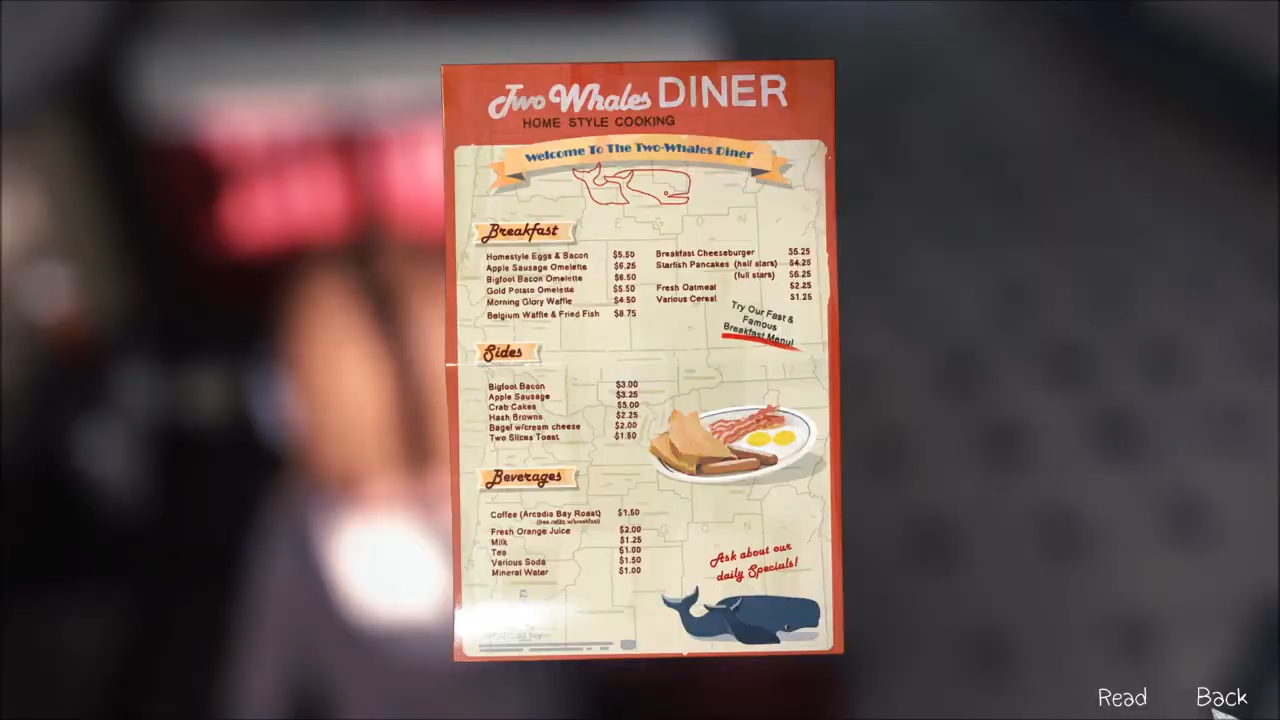 Two Whales DINER
HOME STYLE COOKING
Welcome To The Two-Whales Diner
Breakfast
Homestyle Eggs & Bacon $5.50
Apple Sausage Omelette $6.25
Bigfoot Bacon Omelette $6.50
Gold Potato Omelette $5.50
Morning Glory Waffle $4.50
Belgium Waffle & Fried Fish $8.75
Breakfast Cheeseburger $5.25
Starfish Pancakes (half stars) $4.25
(full stars) $6.25
Fresh Oatmeal $2.25
Various Cereal $1.25
Try Our Fast &
Famous
Breakfast Menu!
Sides
Bigfoot Bacon $3.00
Apple Sausage $3.25
Crab Cakes $5.00
Hash Browns $2.25
Bagel w/cream cheese $2.00
Two Slices Toast $1.50
Beverages
Coffee (Arcadia Bay Roast) $1.50
(free refills w/breakfast)
Fresh Orange Juice $2.00
Milk $1.25
Tea $1.00
Various Soda $1.50
Mineral Water $1.00
Ask about our
daily Specials!
Read Back